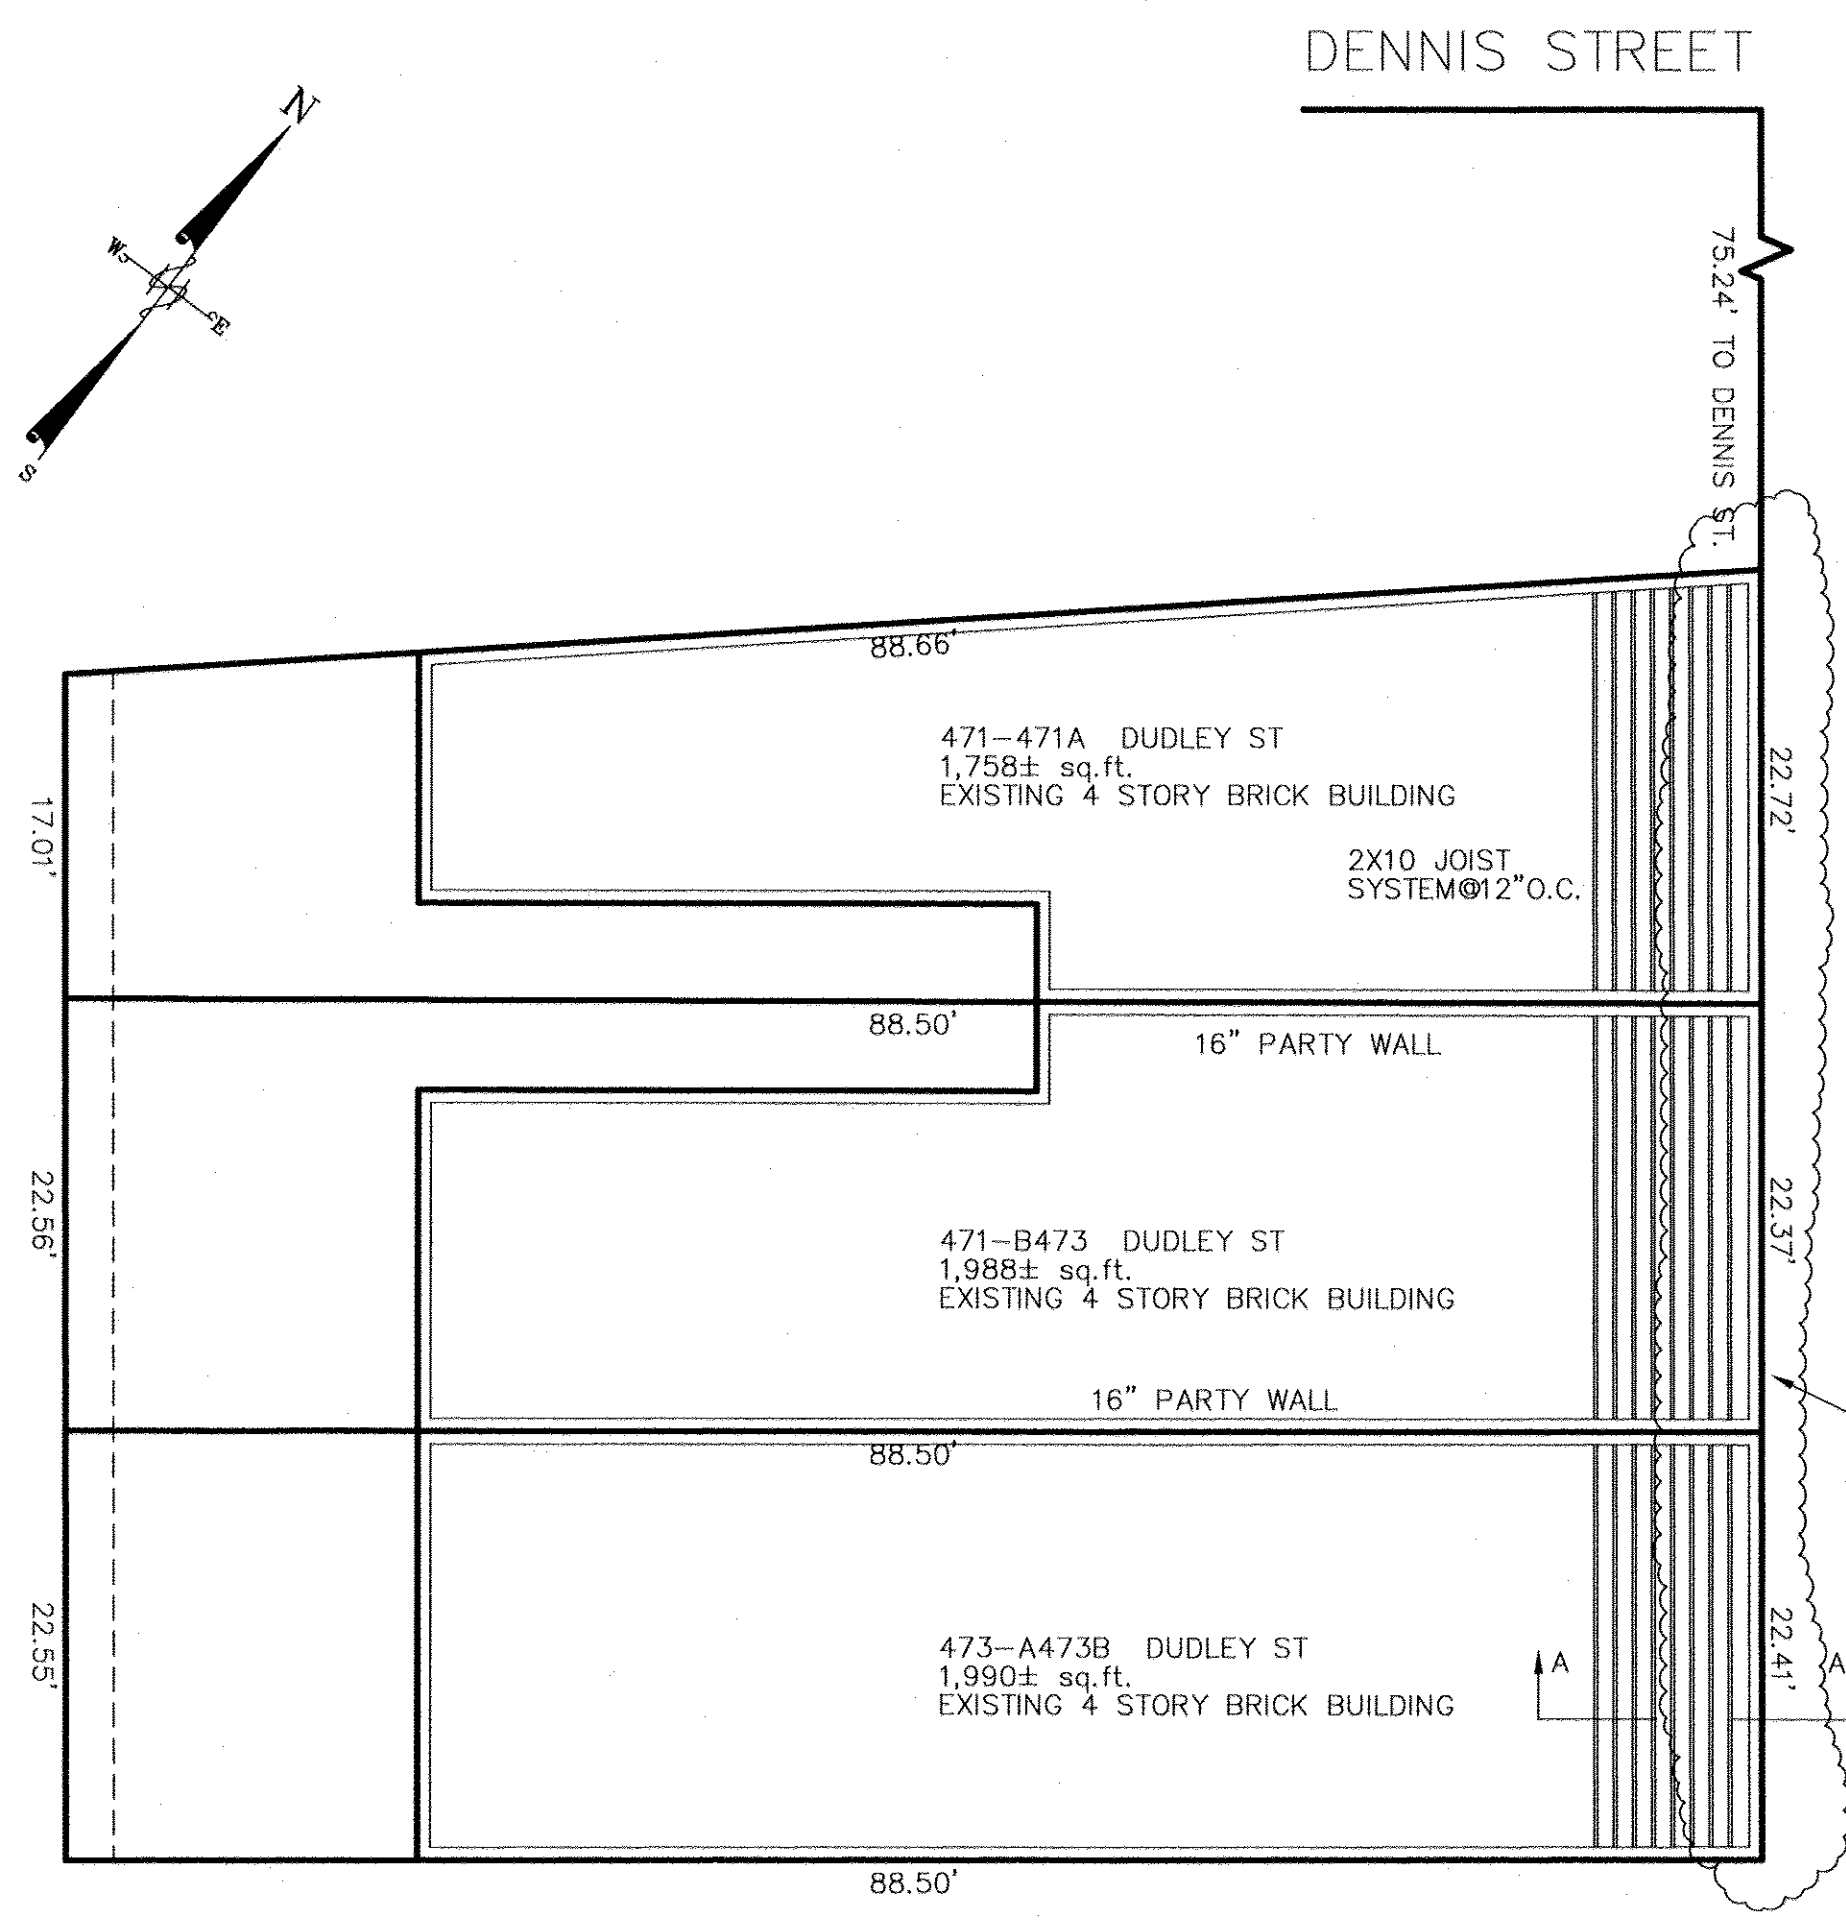 DENNIS STREET
N
W
E
S
75.24' TO DENNIS ST.
88.66'
471-471A DUDLEY ST
1,758± sq.ft.
EXISTING 4 STORY BRICK BUILDING
22.72'
17.01'
2X10 JOIST
SYSTEM@12"O.C.
88.50'
16" PARTY WALL
22.56'
22.37'
471-B473 DUDLEY ST
1,988± sq.ft.
EXISTING 4 STORY BRICK BUILDING
16" PARTY WALL
88.50'
22.55'
22.41'
473-A473B DUDLEY ST
1,990± sq.ft.
EXISTING 4 STORY BRICK BUILDING
A
A
88.50'